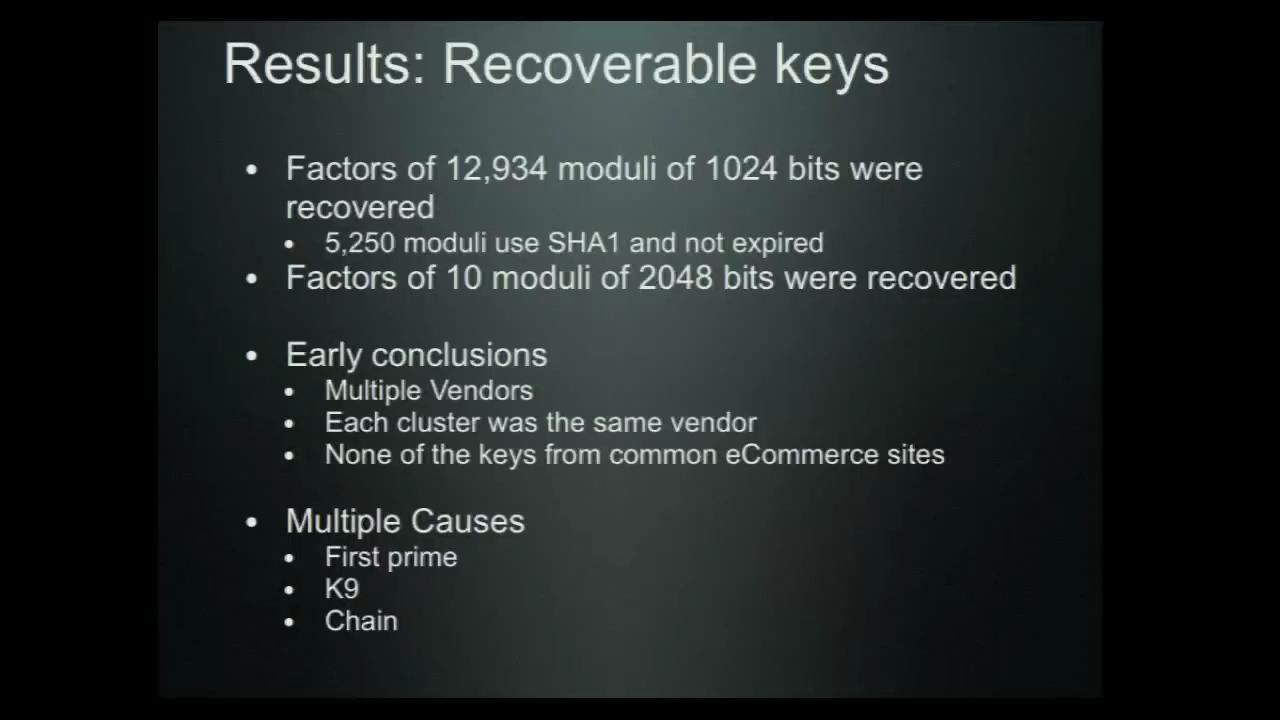 Results: Recoverable keys
• Factors of 12,934 moduli of 1024 bits were
recovered
• 5,250 moduli use SHA1 and not expired
• Factors of 10 moduli of 2048 bits were recovered
• Early conclusions
• Multiple Vendors
• Each cluster was the same vendor
• None of the keys from common eCommerce sites
• Multiple Causes
• First prime
• K9
• Chain